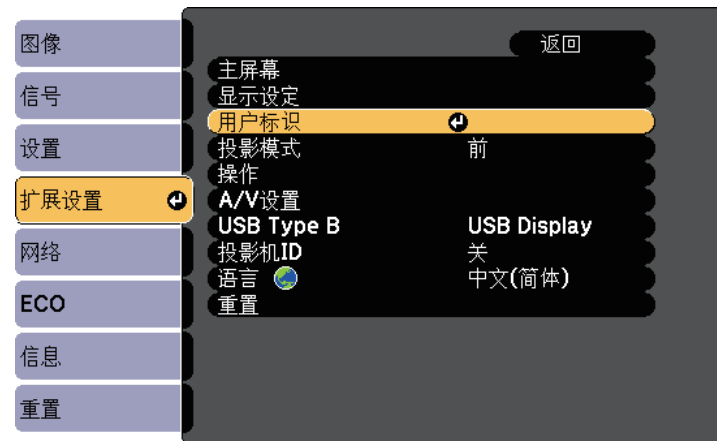 图像
信号
设置
扩展设置
网络
ECO
信息
重置
返回
主屏幕
显示设定
用户标识
投影模式 前
操作
A/V设置
USB Type B USB Display
投影机ID 关
语言 中文(简体)
重置